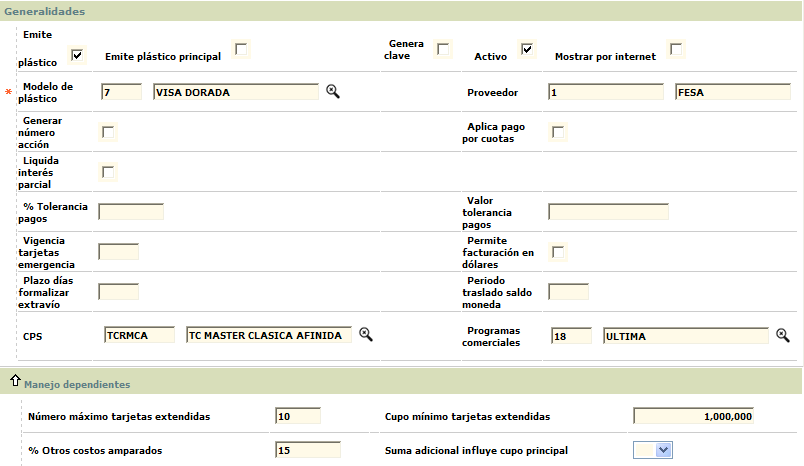 Generalidades
Emite
plástico
Emite plástico principal
Genera
clave
Activo
Mostrar por internet
* Modelo de
plástico
7
VISA DORADA
Proveedor
1
FESA
Generar
número
acción
Aplica pago
por cuotas
Liquida
interés
parcial
% Tolerancia
pagos
Valor
tolerancia
pagos
Vigencia
tarjetas
emergencia
Permite
facturación en
dólares
Plazo días
formalizar
extravío
Periodo
traslado saldo
moneda
CPS
TCRMCA
TC MASTER CLASICA AFINIDA
Programas
comerciales
18
ULTIMA
Manejo dependientes
Número máximo tarjetas extendidas
10
Cupo mínimo tarjetas extendidas
1,000,000
% Otros costos amparados
15
Suma adicional influye cupo principal